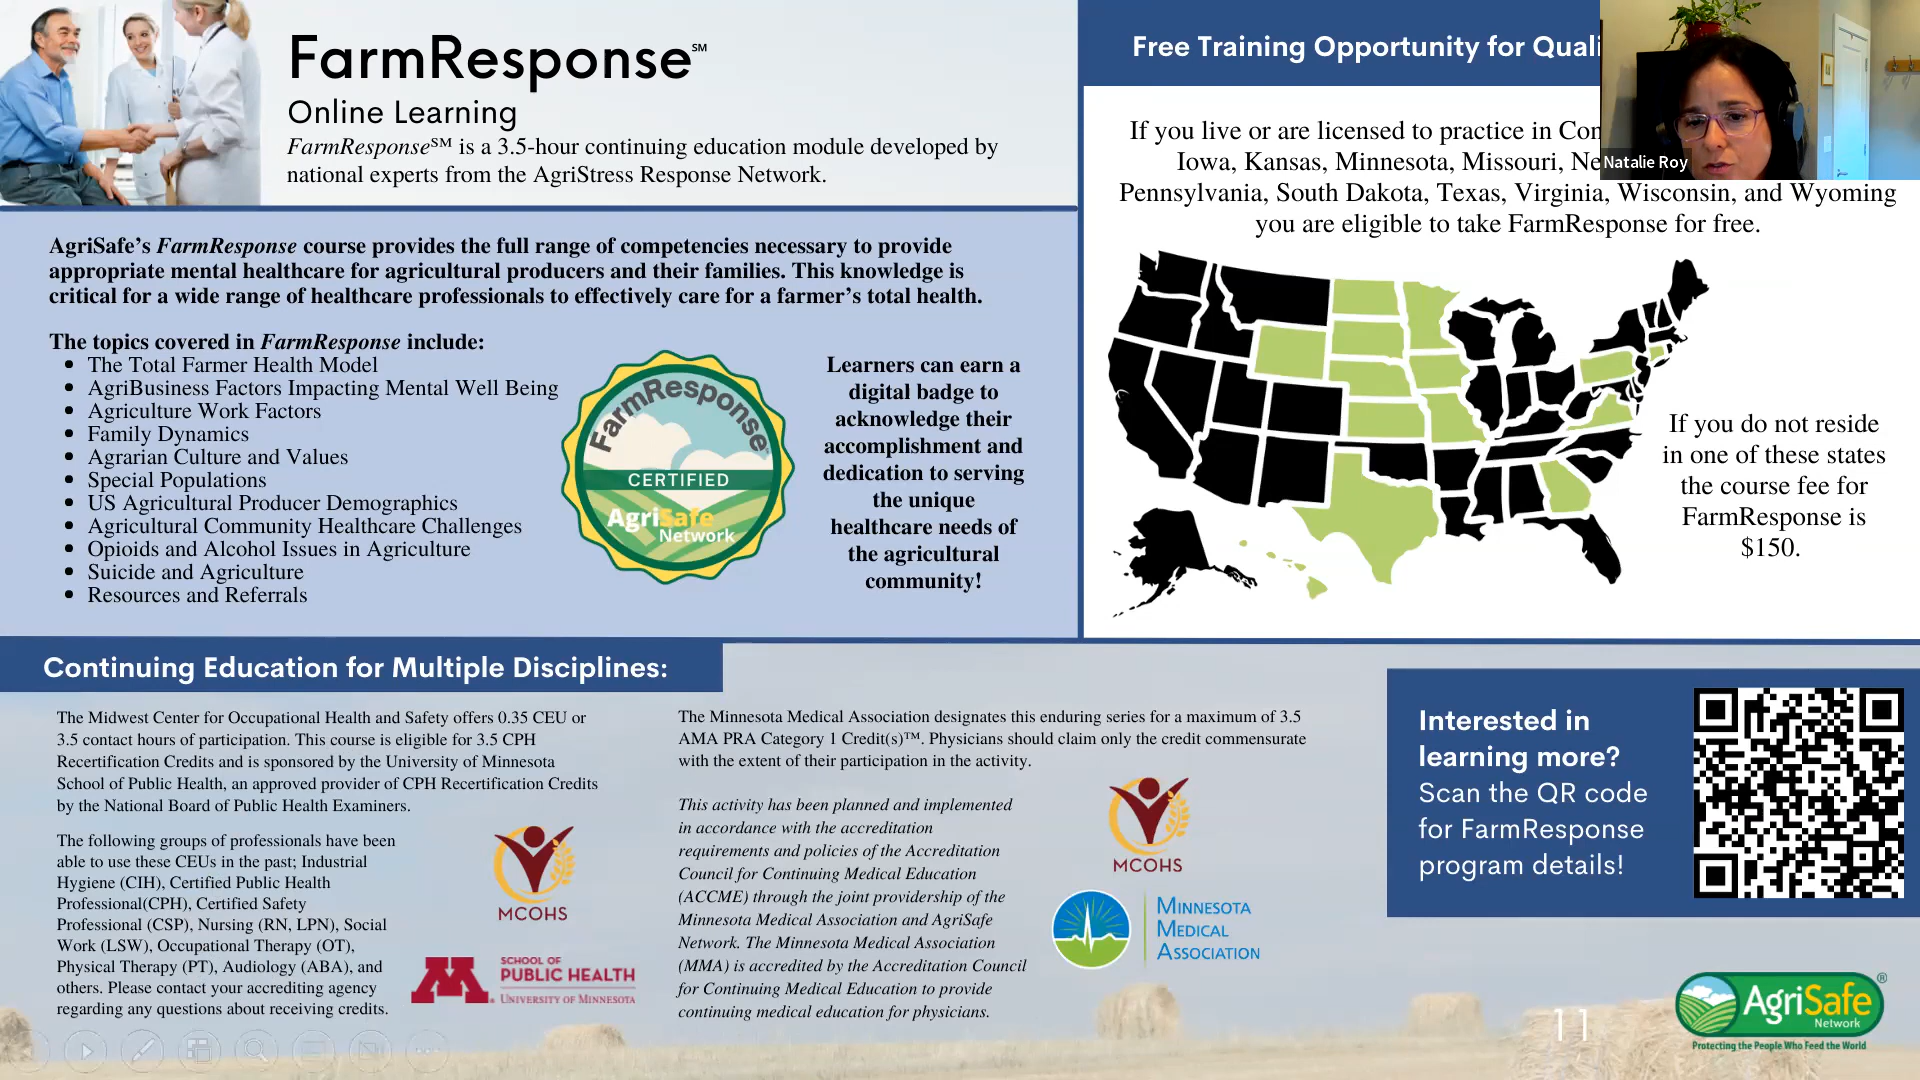 FarmResponse℠
Online Learning
FarmResponse℠ is a 3.5-hour continuing education module developed by
national experts from the AgriStress Response Network.
Free Training Opportunity for
If you live or are licensed to practice in
Iowa, Kansas, Minnesota, Missouri,
Pennsylvania, South Dakota, Texas, Virginia, Wisconsin, and Wyoming
you are eligible to take FarmResponse for free.
Natalie Roy
If you do not reside
in one of these states
the course fee for
FarmResponse is
$150.
AgriSafe’s FarmResponse course provides the full range of competencies necessary to provide
appropriate mental healthcare for agricultural producers and their families. This knowledge is
critical for a wide range of healthcare professionals to effectively care for a farmer’s total health.
The topics covered in FarmResponse include:
• The Total Farmer Health Model
• AgriBusiness Factors Impacting Mental Well Being
• Agriculture Work Factors
• Family Dynamics
• Agrarian Culture and Values
• Special Populations
• US Agricultural Producer Demographics
• Agricultural Community Healthcare Challenges
• Opioids and Alcohol Issues in Agriculture
• Suicide and Agriculture
• Resources and Referrals
FarmResponse
CERTIFIED
AgriSafe
Network
Learners can earn a
digital badge to
acknowledge their
accomplishment and
dedication to serving
the unique
healthcare needs of
the agricultural
community!
Continuing Education for Multiple Disciplines:
The Midwest Center for Occupational Health and Safety offers 0.35 CEU or
3.5 contact hours of participation. This course is eligible for 3.5 CPH
Recertification Credits and is sponsored by the University of Minnesota
School of Public Health, an approved provider of CPH Recertification Credits
by the National Board of Public Health Examiners.
The following groups of professionals have been
able to use these CEUs in the past; Industrial
Hygiene (CIH), Certified Public Health
Professional(CPH), Certified Safety
Professional (CSP), Nursing (RN, LPN), Social
Work (LSW), Occupational Therapy (OT),
Physical Therapy (PT), Audiology (ABA), and
others. Please contact your accrediting agency
regarding any questions about receiving credits.
MCOHS
M
SCHOOL OF
PUBLIC HEALTH
UNIVERSITY OF MINNESOTA
The Minnesota Medical Association designates this enduring series for a maximum of 3.5
AMA PRA Category 1 Credit(s)™. Physicians should claim only the credit commensurate
with the extent of their participation in the activity.
This activity has been planned and implemented
in accordance with the accreditation
requirements and policies of the Accreditation
Council for Continuing Medical Education
(ACCME) through the joint providership of the
Minnesota Medical Association and AgriSafe
Network. The Minnesota Medical Association
(MMA) is accredited by the Accreditation Council
for Continuing Medical Education to provide
continuing medical education for physicians.
MCOHS
MINNESOTA
MEDICAL
ASSOCIATION
Interested in
learning more?
Scan the QR code
for FarmResponse
program details!
11
AgriSafe®
Network
Protecting the People Who Feed the World